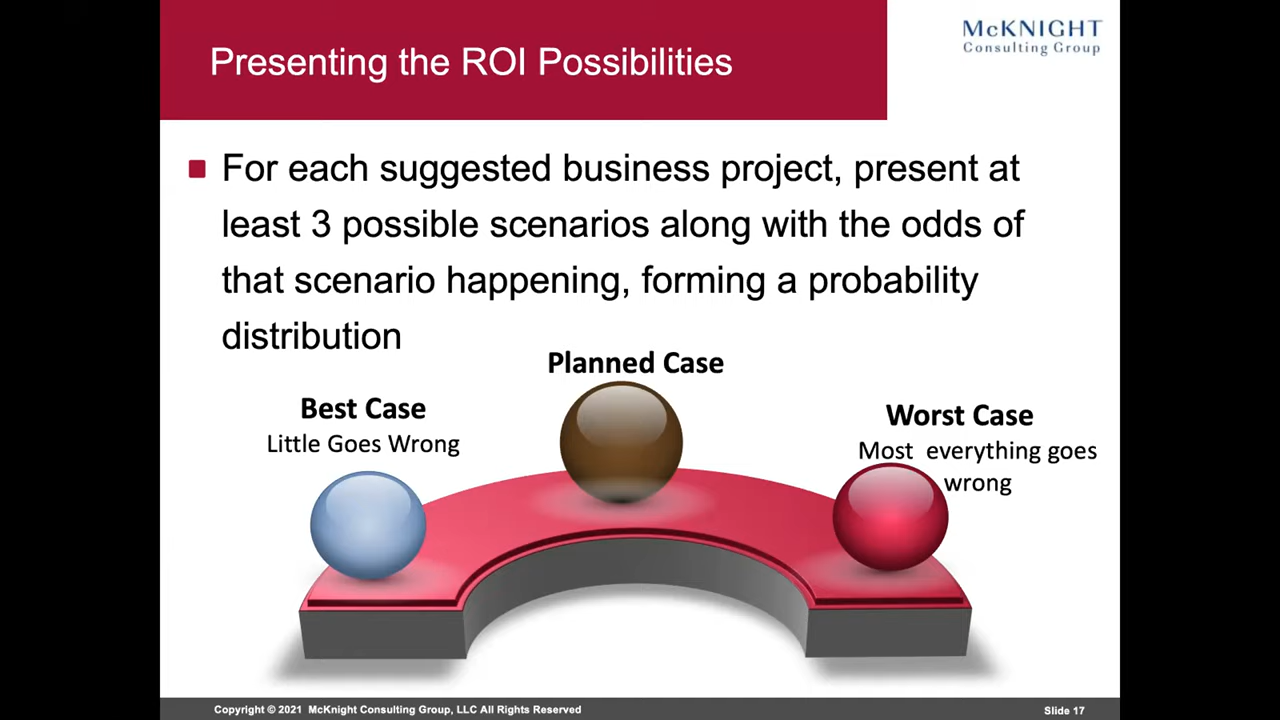 Presenting the ROI Possibilities
McKNIGHT
Consulting Group
For each suggested business project, present at
least 3 possible scenarios along with the odds of
that scenario happening, forming a probability
distribution
Planned Case
Best Case
Little Goes Wrong
Worst Case
Most everything goes
wrong
Copyright © 2021 McKnight Consulting Group, LLC All Rights Reserved
Slide 17